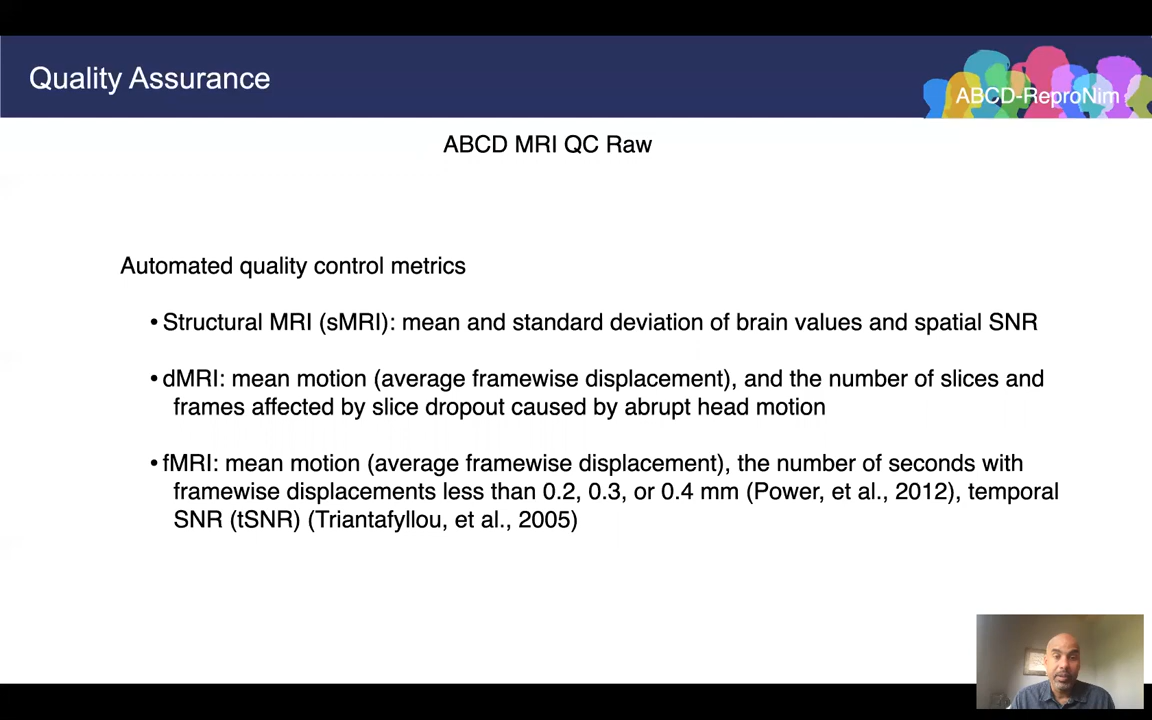 Quality Assurance
ABCD-ReproNim
ABCD MRI QC Raw
Automated quality control metrics
• Structural MRI (sMRI): mean and standard deviation of brain values and spatial SNR
• dMRI: mean motion (average framewise displacement), and the number of slices and
frames affected by slice dropout caused by abrupt head motion
• fMRI: mean motion (average framewise displacement), the number of seconds with
framewise displacements less than 0.2, 0.3, or 0.4 mm (Power, et al., 2012), temporal
SNR (tSNR) (Triantafyllou, et al., 2005)